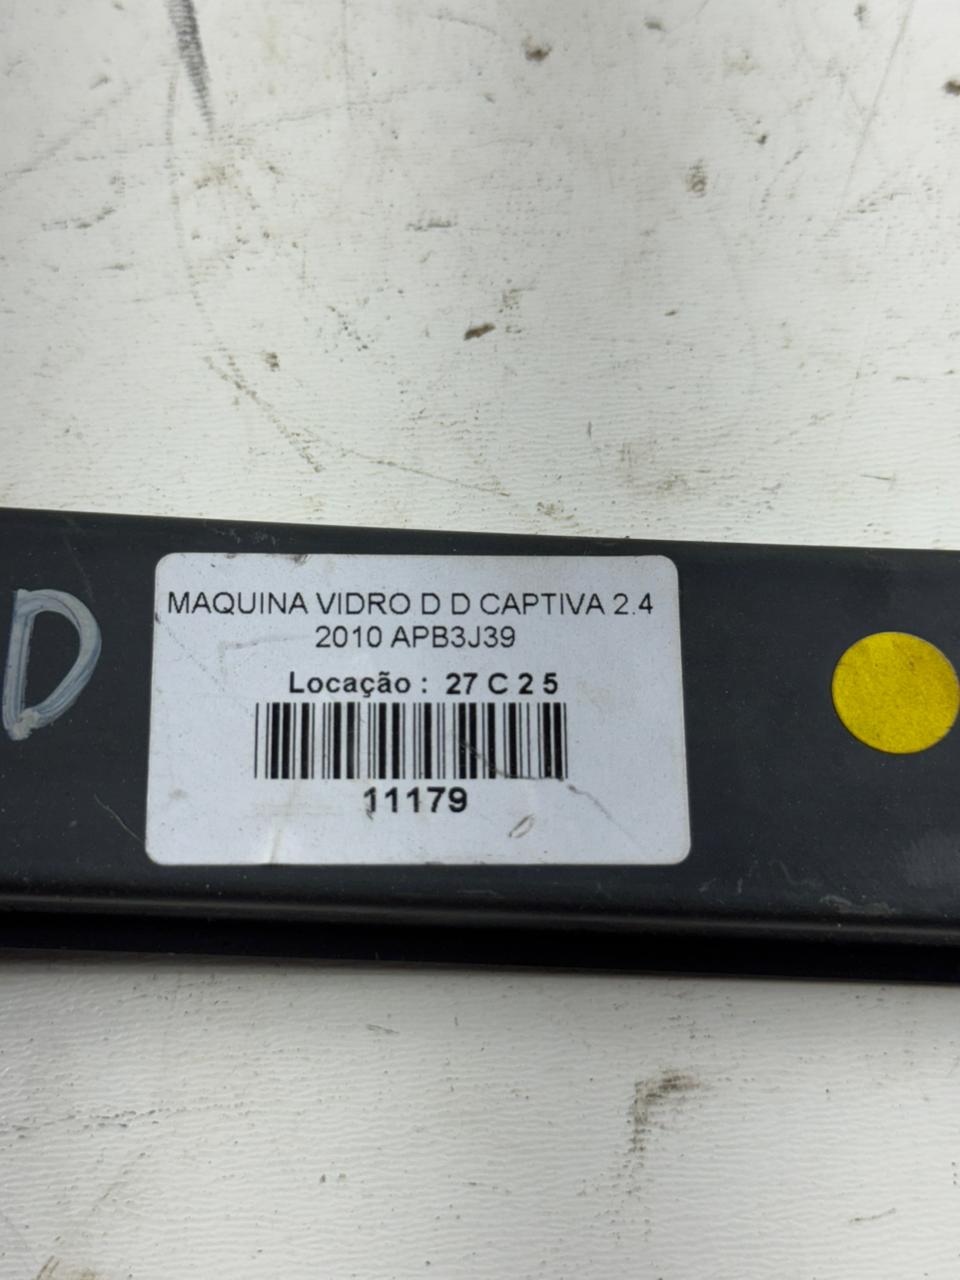 D
MAQUINA VIDRO D D CAPTIVA 2.4
2010 APB3J39
Locação : 27 C 2 5
11179